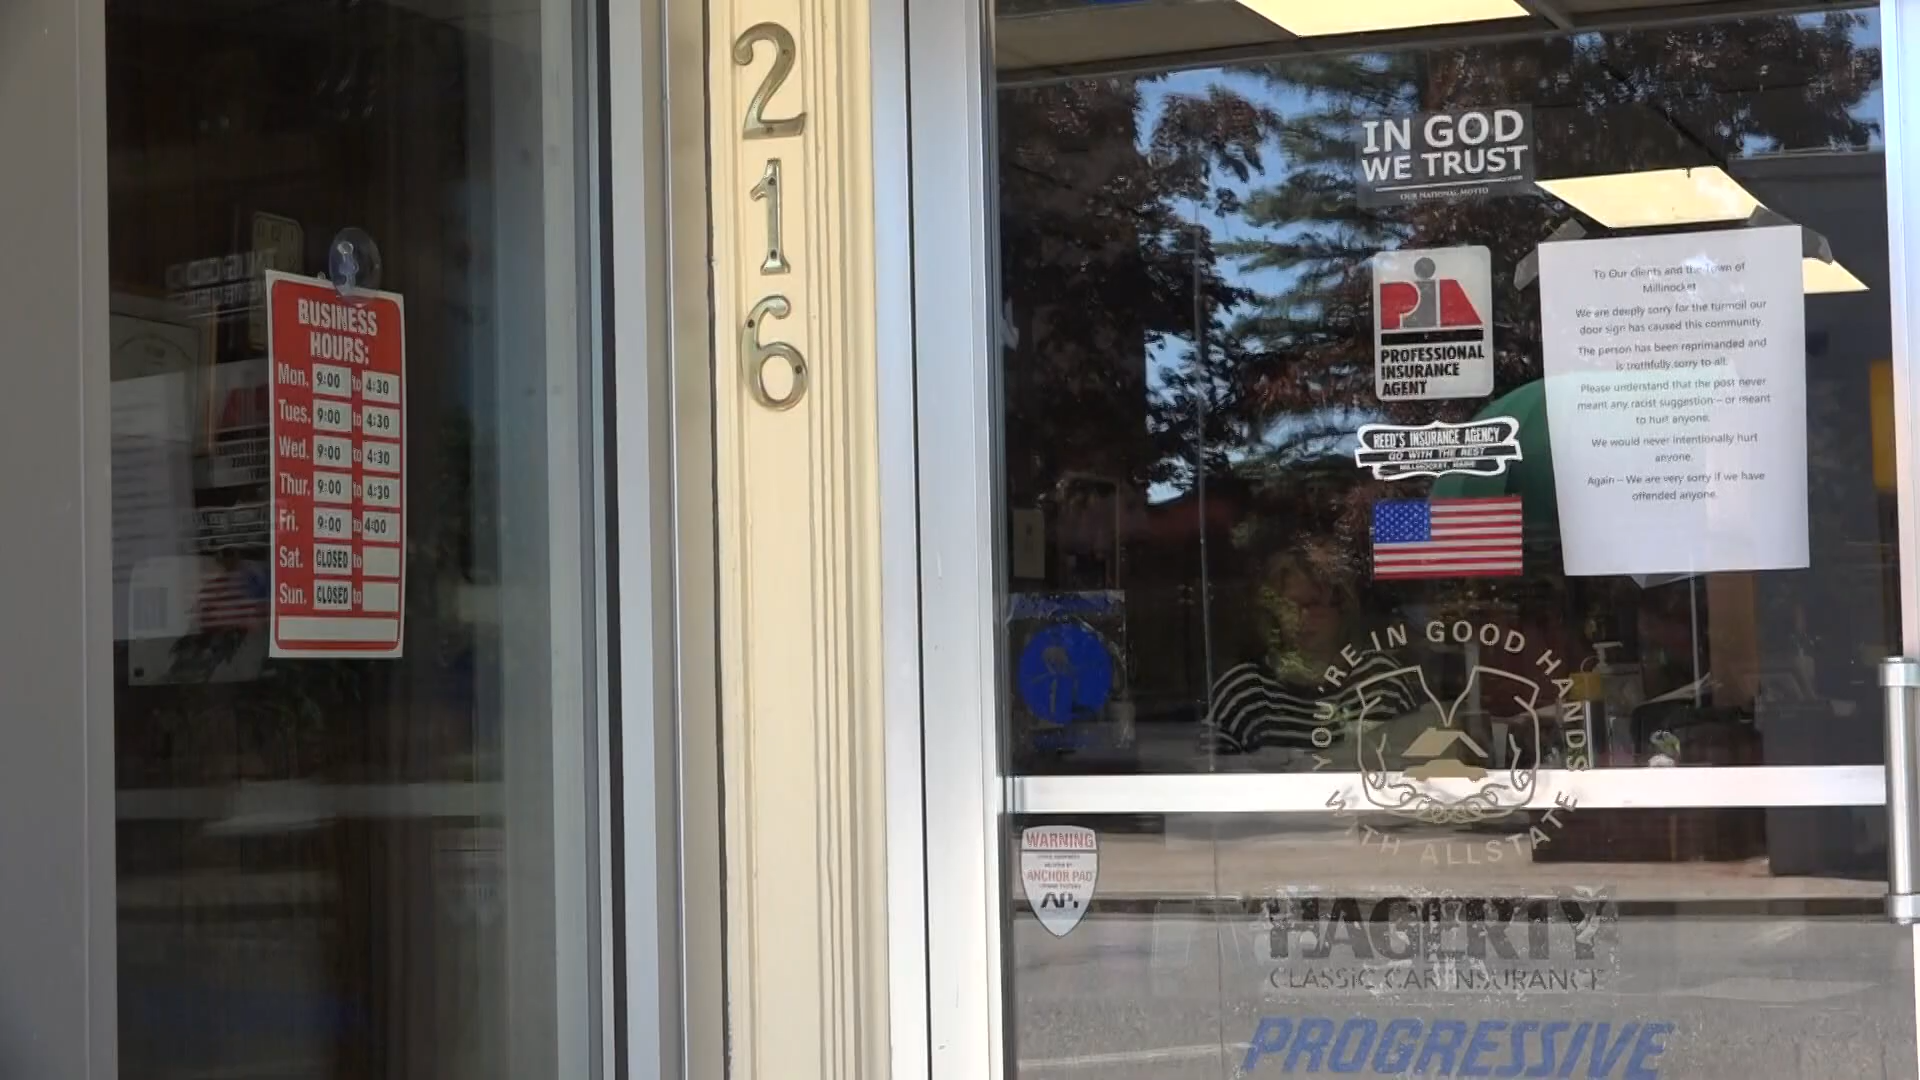 BUSINESS
HOURS:
Mon. 9:00 to 4:30
Tues. 9:00 to 4:30
Wed. 9:00 to 4:30
Thur. 9:00 to 4:30
Fri. 9:00 to 4:00
Sat. CLOSED to
Sun. CLOSED to
216
IN GOD
WE TRUST
OUR NATIONAL MOTTO
PIA
PROFESSIONAL
INSURANCE
AGENT
REED'S INSURANCE AGENCY
GO WITH THE BEST
MILLINOCKET, MAINE
To Our clients and the Town of
Millinocket
We are deeply sorry for the turmoil our
door sign has caused this community.
The person has been reprimanded and
is truthfully sorry to all.
Please understand that the post never
meant any racist suggestion – or meant
to hurt anyone.
We would never intentionally hurt
anyone.
Again – We are very sorry if we have
offended anyone.
YOU'RE IN GOOD HANDS
WITH ALLSTATE
WARNING
ANCHOR PAD
HAGERTY
CLASSIC CAR INSURANCE
PROGRESSIVE